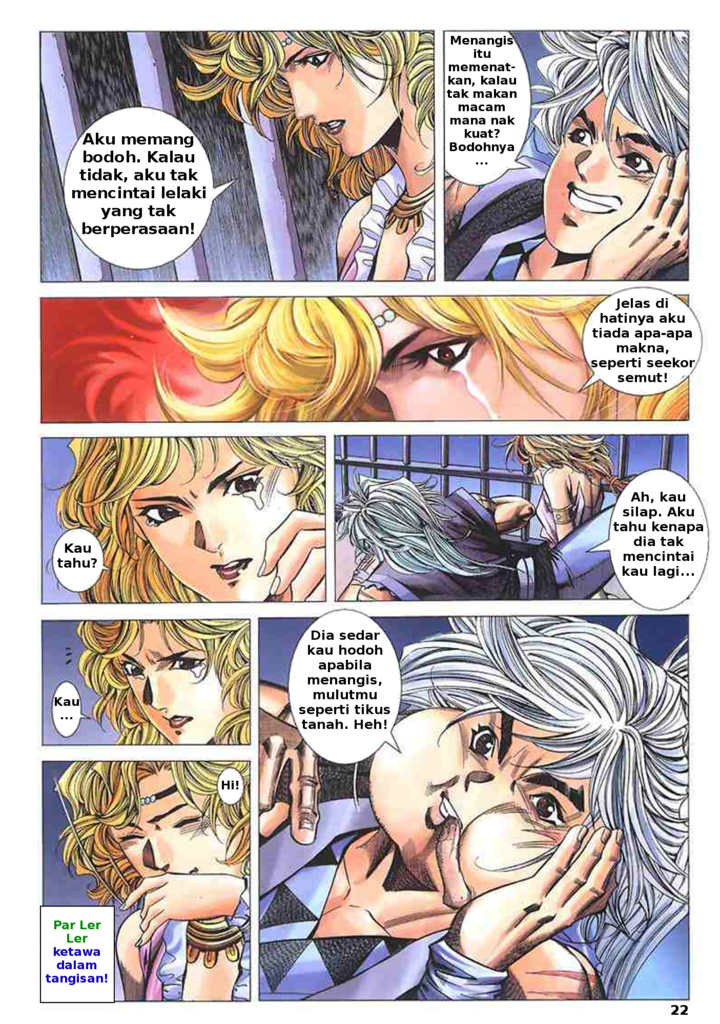 Aku memang
bodoh. Kalau
tidak, aku tak
mencintai lelaki
yang tak
berperasaan!
Menangis
itu
memenat-
kan, kalau
tak makan
macam
mana nak
kuat?
Bodohnya
...
Jelas di
hatinya aku
tiada apa-apa
makna,
seperti seekor
semut!
Kau
tahu?
Ah, kau
silap. Aku
tahu kenapa
dia tak
mencintai
kau lagi...
Kau
...
Dia sedar
kau hodoh
apabila
menangis,
mulutmu
seperti tikus
tanah. Heh!
Hi!
Par Ler
Ler
ketawa
dalam
tangisan!
22